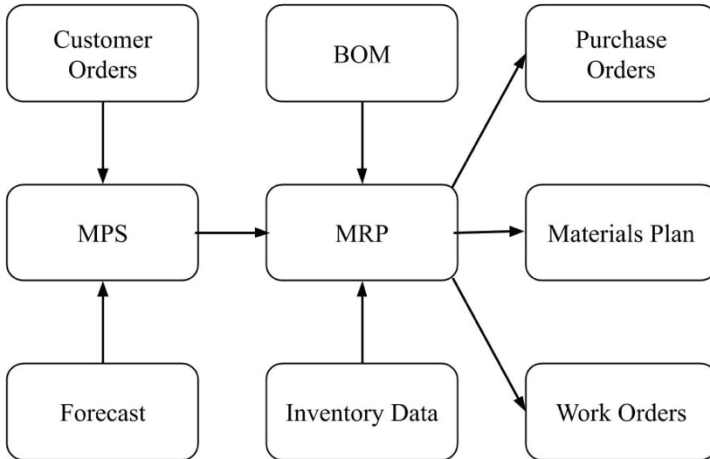 Customer
Orders
BOM
Purchase
Orders
MPS
MRP
Materials Plan
Forecast
Inventory Data
Work Orders